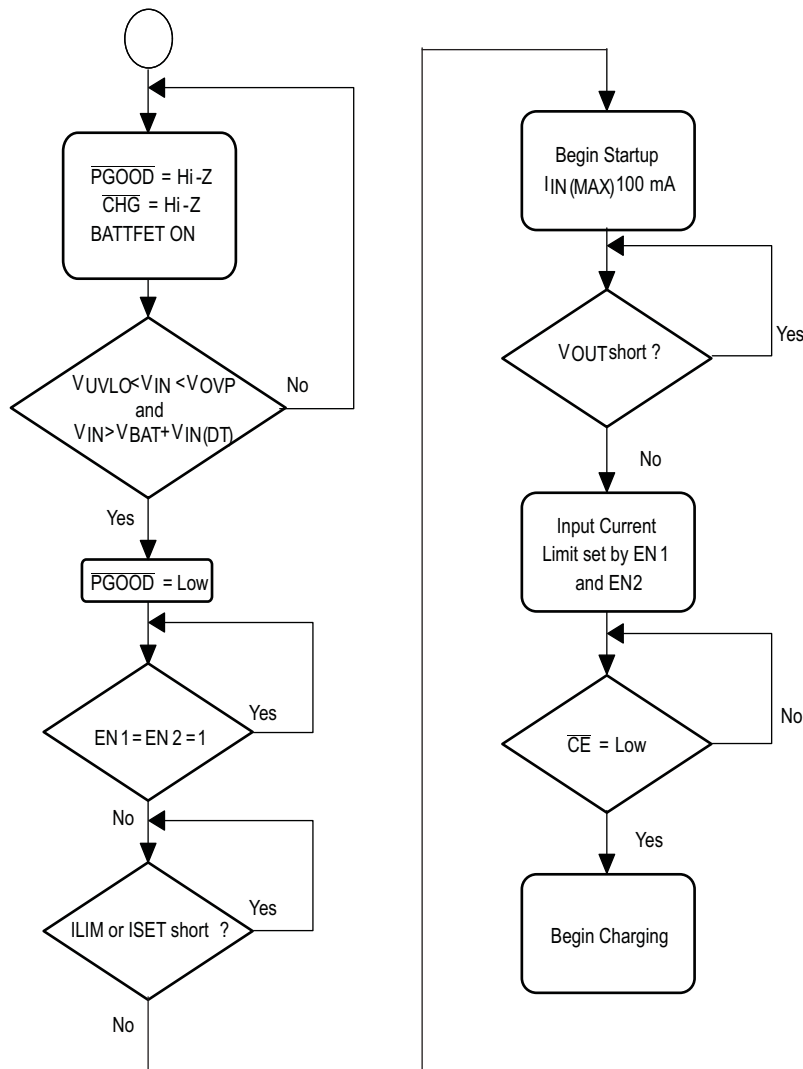 PGOOD = Hi-Z
CHG = Hi-Z
BATTFET ON
VUVLO<VIN <VOVP
and
VIN>VBAT+VIN(DT)
No
Yes
PGOOD = Low
EN1=EN2=1
Yes
No
ILIM or ISET short ?
Yes
No
Begin Startup
IIN(MAX)100 mA
VOUT short ?
Yes
No
Input Current
Limit set by EN1
and EN2
CE = Low
No
Yes
Begin Charging